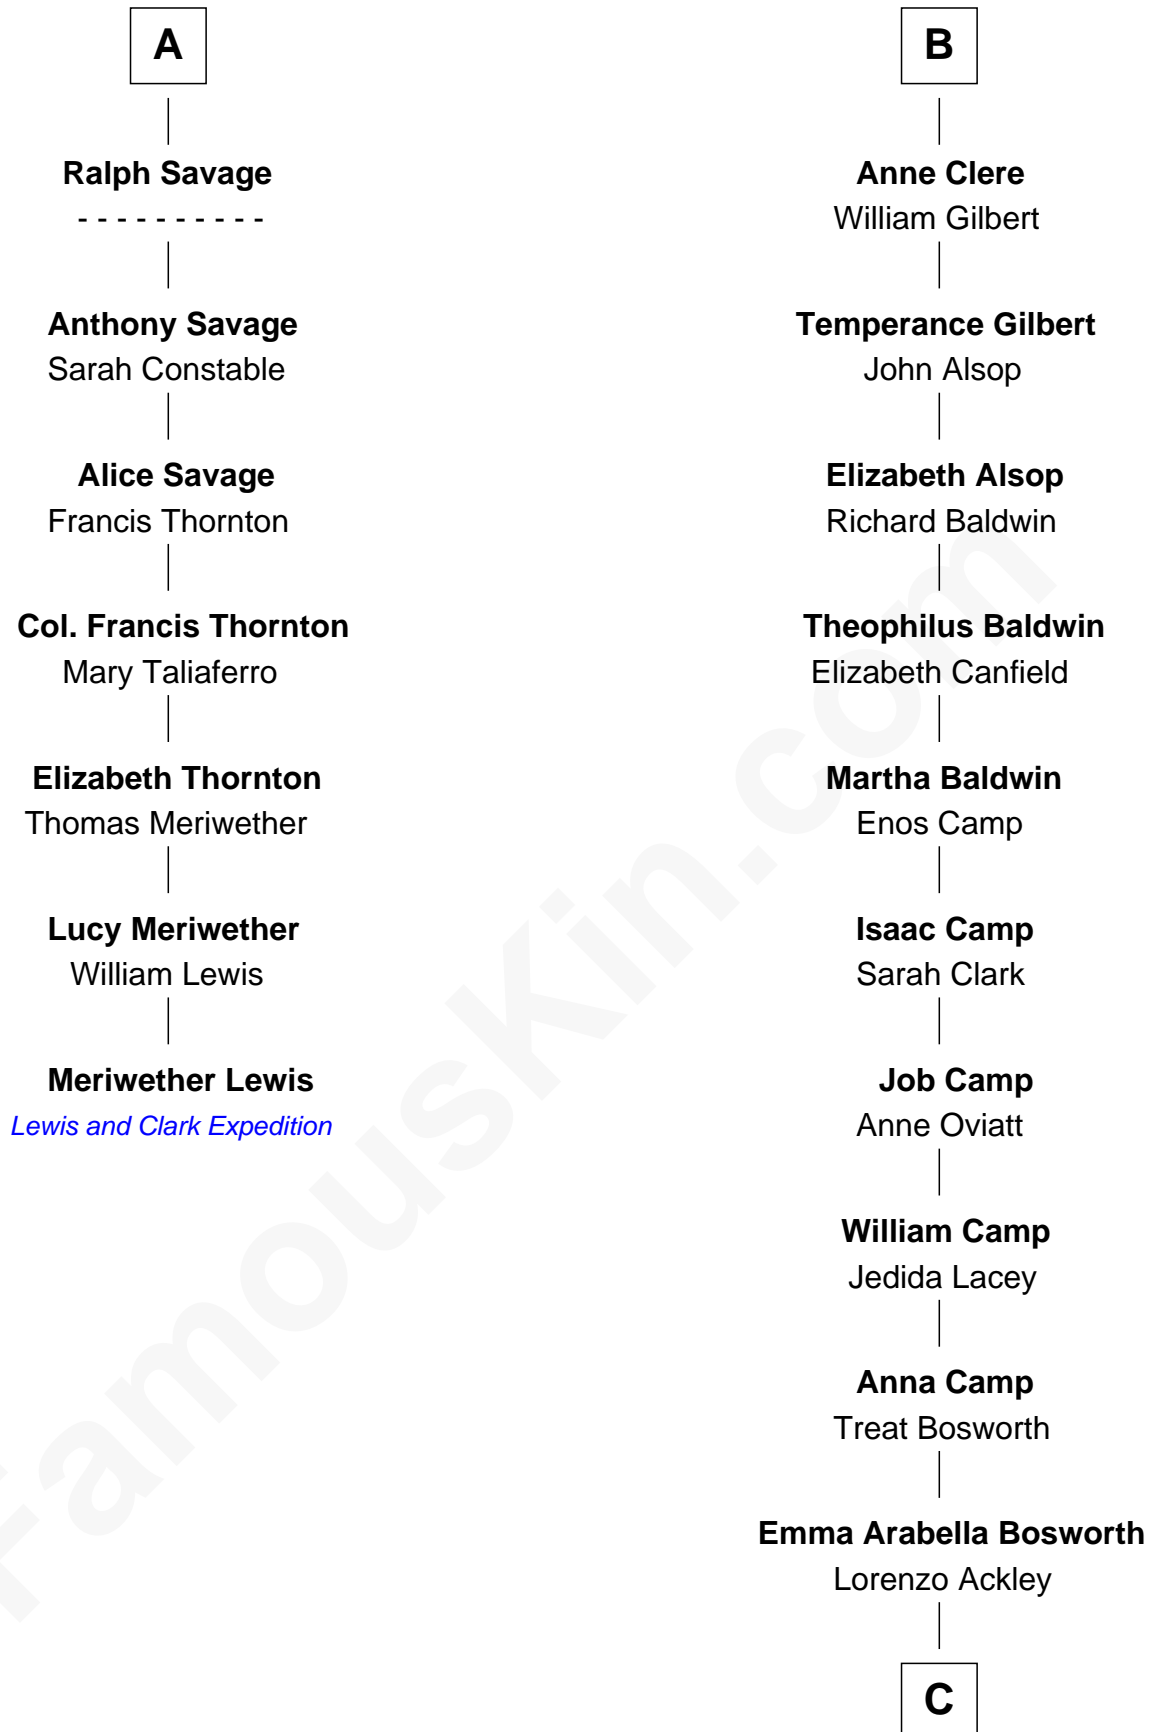 A
Ralph Savage
- - - - - - - - - -
Anthony Savage
Sarah Constable
Alice Savage
Francis Thornton
Col. Francis Thornton
Mary Taliaferro
Elizabeth Thornton
Thomas Meriwether
Lucy Meriwether
William Lewis
Meriwether Lewis
Lewis and Clark Expedition
B
Anne Clere
William Gilbert
Temperance Gilbert
John Alsop
Elizabeth Alsop
Richard Baldwin
Theophilus Baldwin
Elizabeth Canfield
Martha Baldwin
Enos Camp
Isaac Camp
Sarah Clark
Job Camp
Anne Oviatt
William Camp
Jedida Lacey
Anna Camp
Treat Bosworth
Emma Arabella Bosworth
Lorenzo Ackley
C
FamousKin.com